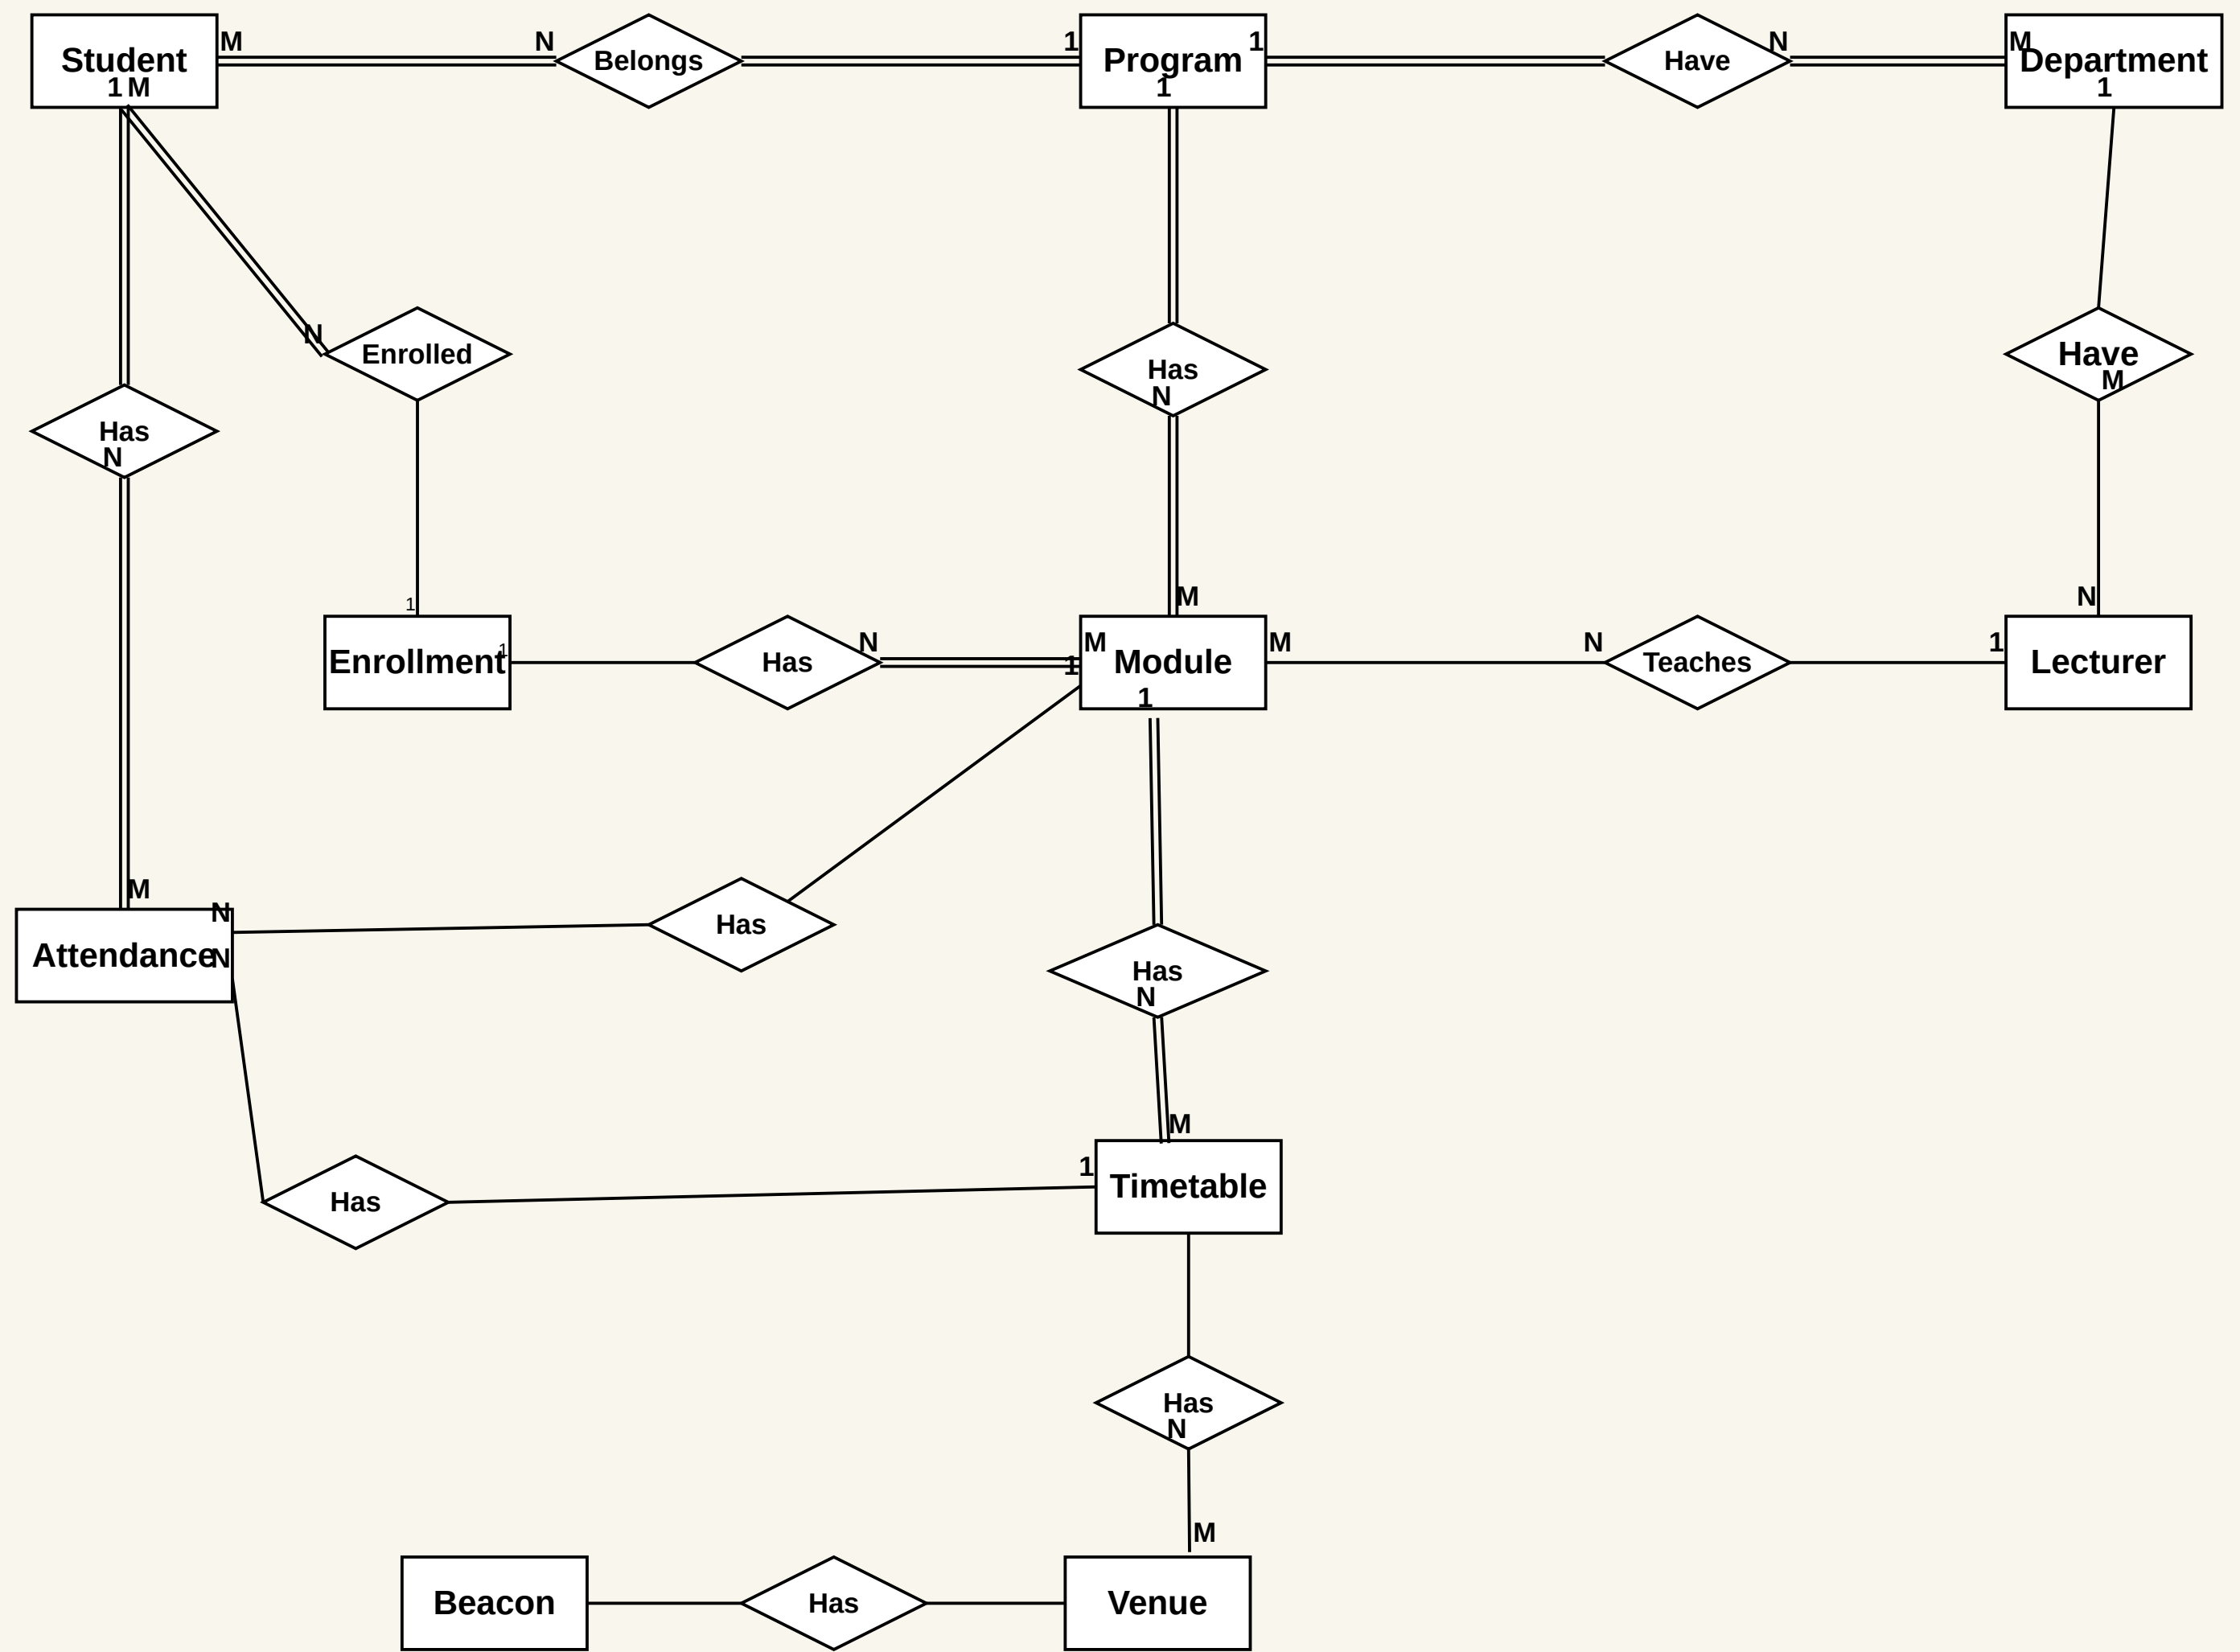 M N 1 1 N M
Student Belongs Program Have Department
1 M 1 1
N
Enrolled Has Have
N M
Has
N
1 M N
N M M N 1
Enrollment 1 Has 1 Module Teaches Lecturer
1
M
N
Has
Attendance N Has
N
M
1
Has Timetable
Has
N
M
Beacon Has Venue